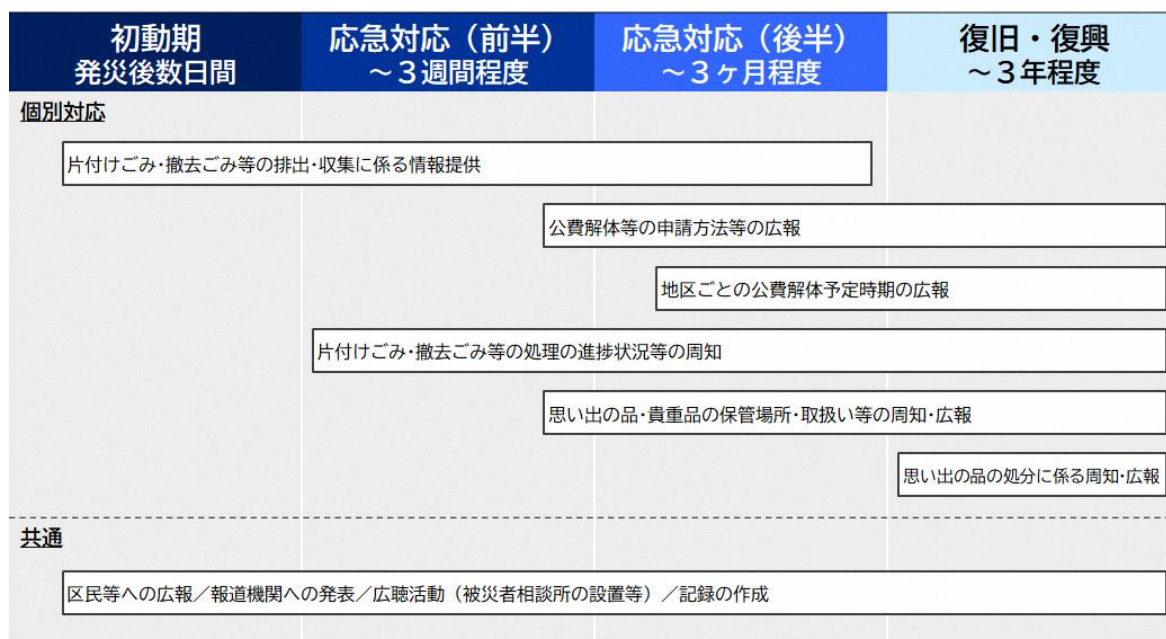 初動期
発災後数日間
応急対応（前半）
～３週間程度
応急対応（後半）
～３ヶ月程度
復旧・復興
～３年程度
個別対応
片付けごみ・撤去ごみ等の排出・収集に係る情報提供
公費解体等の申請方法等の広報
地区ごとの公費解体予定時期の広報
片付けごみ・撤去ごみ等の処理の進捗状況等の周知
思い出の品・貴重品の保管場所・取扱い等の周知・広報
思い出の品の処分に係る周知・広報
共通
区民等への広報／報道機関への発表／広聴活動（被災者相談所の設置等）／記録の作成